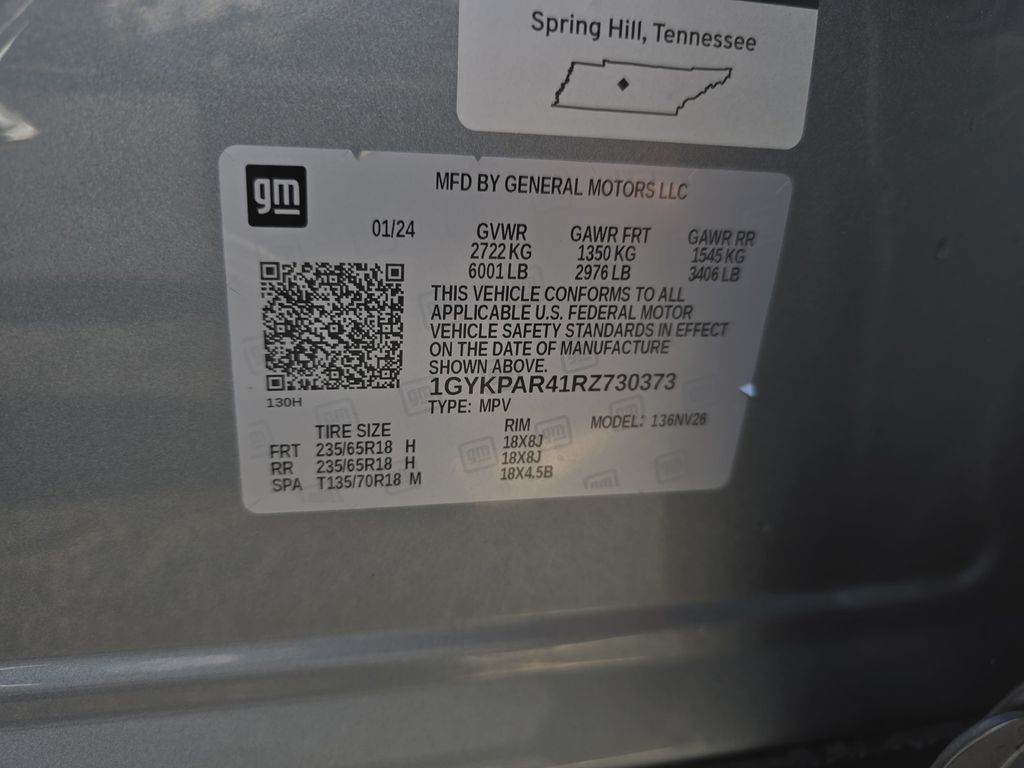 Spring Hill, Tennessee
gm
MFD BY GENERAL MOTORS LLC
01/24
GVWR GAWR FRT GAWR RR
2722 KG 1350 KG 1545 KG
6001 LB 2976 LB 3406 LB
THIS VEHICLE CONFORMS TO ALL
APPLICABLE U.S. FEDERAL MOTOR
VEHICLE SAFETY STANDARDS IN EFFECT
ON THE DATE OF MANUFACTURE
SHOWN ABOVE.
1GYKPAR41RZ730373
130H
TYPE: MPV
MODEL: 136NV26
TIRE SIZE RIM
FRT 235/65R18 H 18X8J
RR 235/65R18 H 18X8J
SPA T135/70R18 M 18X4.5B